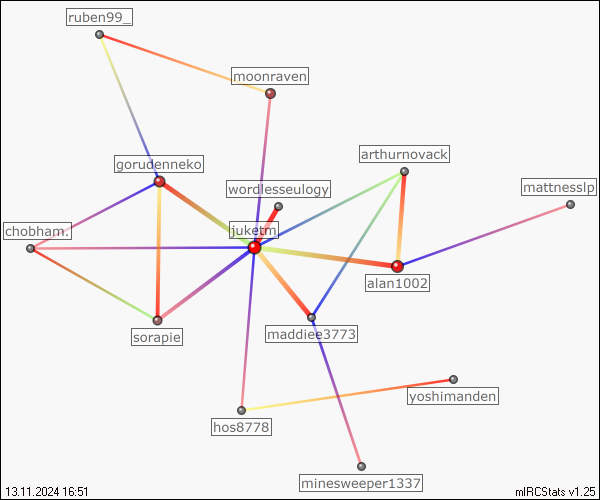 ruben99_
moonraven
arthurnovack
gorudenneko
wordlesseulogy
mattnesslp
chobham.
juketm
alan1002
sorapie
maddiee3773
yoshimanden
hos8778
minesweeper1337
13.11.2024 16:51
mIRCStats v1.25